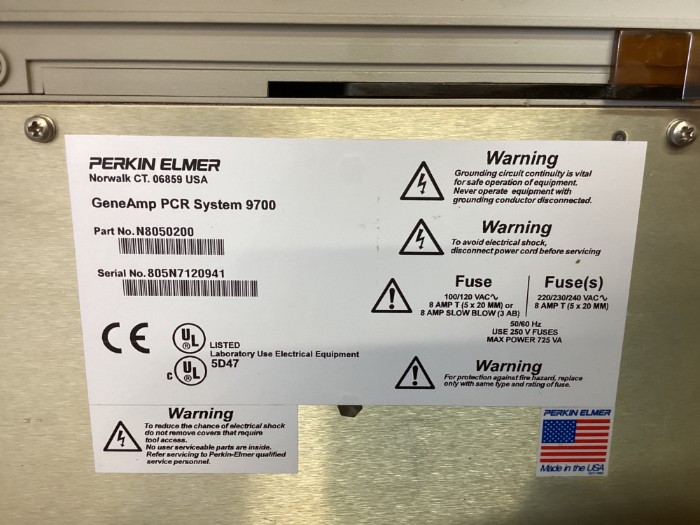 PERKIN ELMER
Norwalk CT. 06859 USA
GeneAmp PCR System 9700
Part No. N8050200
Serial No. 805N7120941
CE
UL
LISTED
Laboratory Use Electrical Equipment
5D47
C UL
Warning
Grounding circuit continuity is vital
for safe operation of equipment.
Never operate equipment with
grounding conductor disconnected.
Warning
To avoid electrical shock,
disconnect power cord before servicing
Fuse
100/120 VAC∿
8 AMP T (5 x 20 MM) or
8 AMP SLOW BLOW (3 AB)
Fuse(s)
220/230/240 VAC∿
8 AMP T (5 x 20 MM)
50/60 Hz
USE 250 V FUSES
MAX POWER 725 VA
Warning
For protection against fire hazard, replace
only with same type and rating of fuse.
Warning
To reduce the chance of electrical shock
do not remove covers that require
tool access.
No user serviceable parts are inside.
Refer servicing to Perkin-Elmer qualified
service personnel.
PERKIN ELMER
Made in the USA